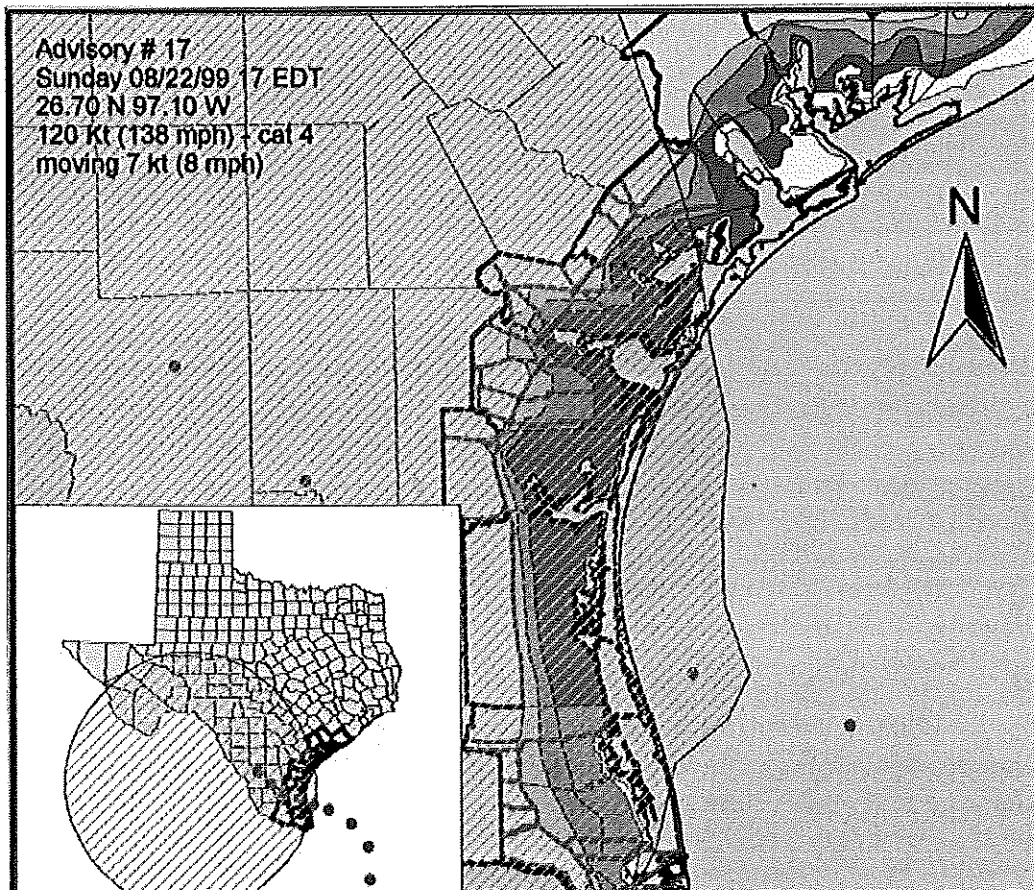 Advisory # 17
Sunday 08/22/99 17 EDT
26.70 N 97.10 W
120 Kt (138 mph) - cat 4
moving 7 kt (8 mph)
N